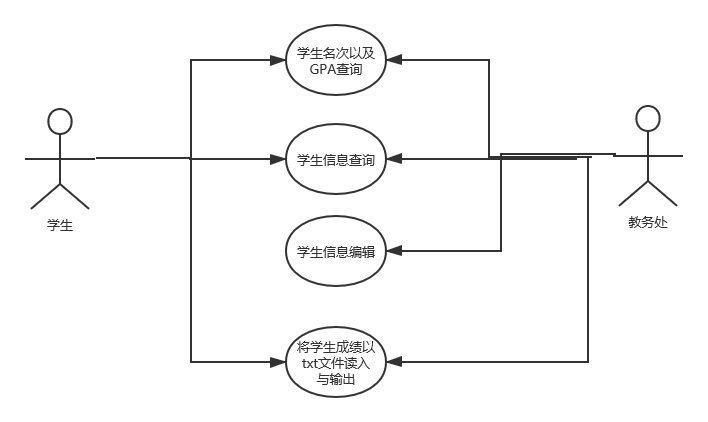 学生名次以及
GPA查询
学生信息查询
学生
教务处
学生信息编辑
将学生成绩以
txt文件读入
与输出